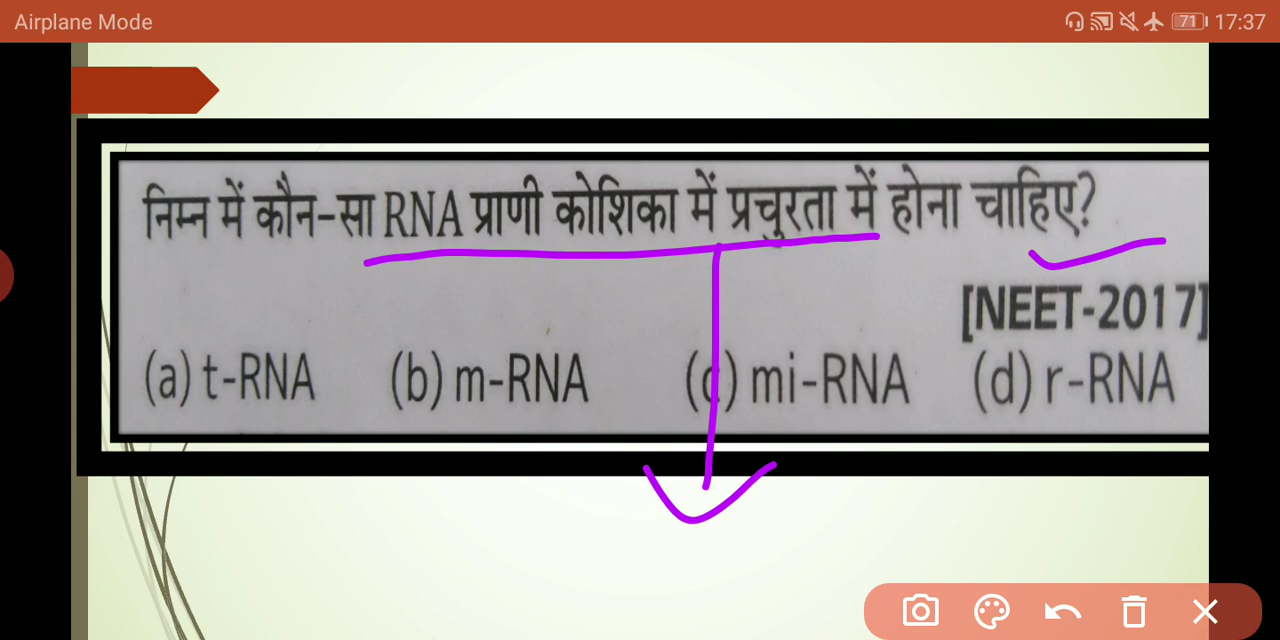 Airplane Mode 71 17:37
निम्न में कौन-सा RNA प्राणी कोशिका में प्रचुरता में होना चाहिए?
[NEET-2017]
(a) t-RNA (b) m-RNA (c) mi-RNA (d) r-RNA